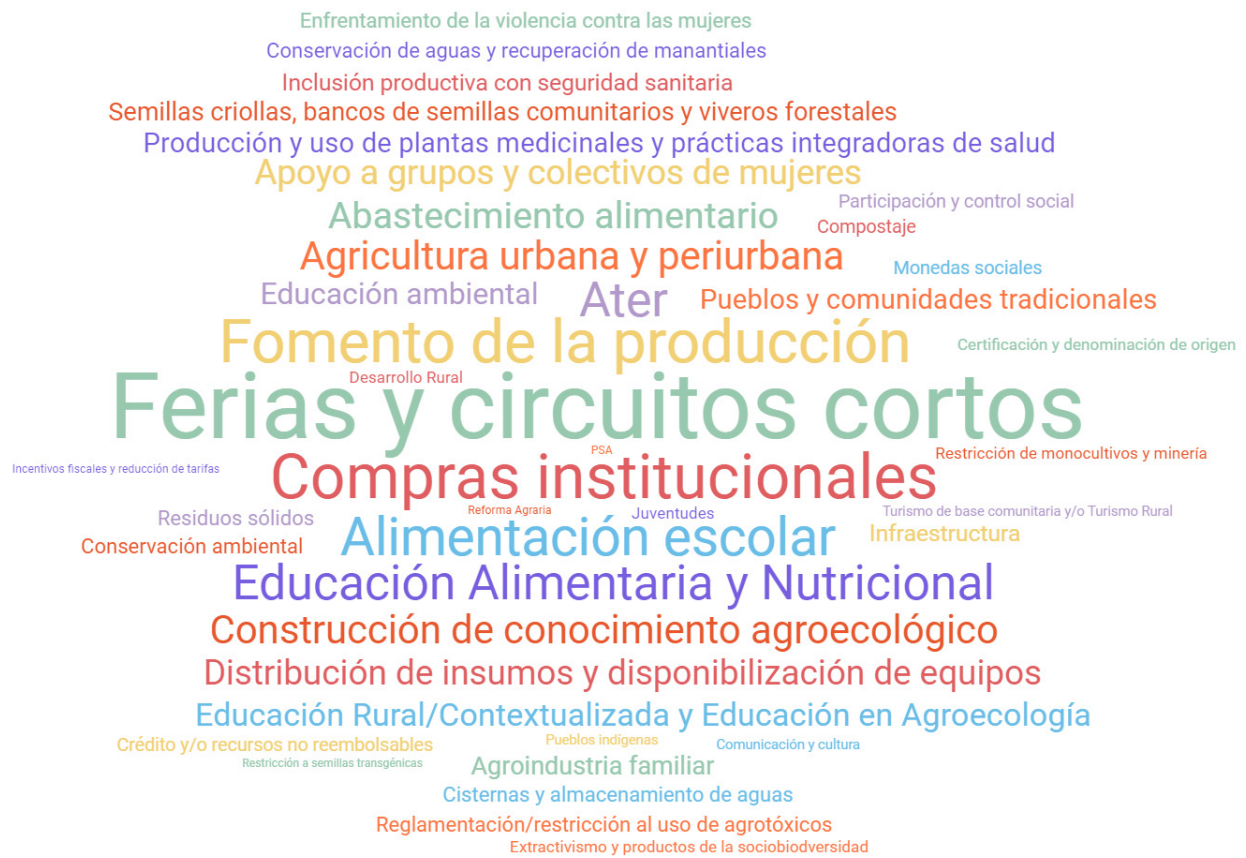 Enfrentamiento de la violencia contra las mujeres
Conservación de aguas y recuperación de manantiales
Inclusión productiva con seguridad sanitaria
Semillas criollas, bancos de semillas comunitarios y viveros forestales
Producción y uso de plantas medicinales y prácticas integradoras de salud
Apoyo a grupos y colectivos de mujeres
Participación y control social
Abastecimiento alimentario
Compostaje
Agricultura urbana y periurbana
Monedas sociales
Educación ambiental
Ater
Pueblos y comunidades tradicionales
Fomento de la producción
Certificación y denominación de origen
Desarrollo Rural
Ferias y circuitos cortos
PSA
Restricción de monocultivos y minería
Incentivos fiscales y reducción de tarifas
Compras institucionales
Reforma Agraria
Juventudes
Turismo de base comunitaria y/o Turismo Rural
Residuos sólidos
Alimentación escolar
Infraestructura
Conservación ambiental
Educación Alimentaria y Nutricional
Construcción de conocimiento agroecológico
Distribución de insumos y disponibilización de equipos
Educación Rural/Contextualizada y Educación en Agroecología
Crédito y/o recursos no reembolsables
Pueblos indígenas
Comunicación y cultura
Restricción a semillas transgénicas
Agroindustria familiar
Cisternas y almacenamiento de aguas
Reglamentación/restricción al uso de agrotóxicos
Extractivismo y productos de la sociobiodversidad